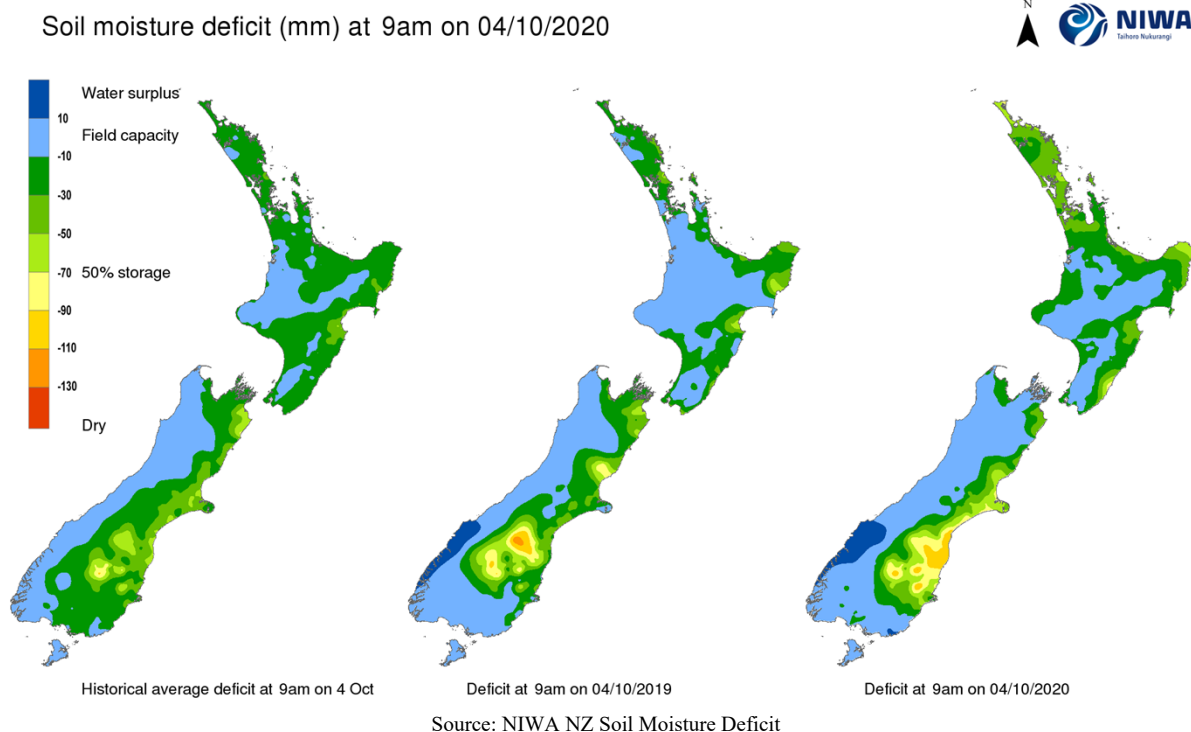 Soil moisture deficit (mm) at 9am on 04/10/2020
N
NIWA
Taihoro Nukurangi
Water surplus
10
Field capacity
-10
-30
-50
50% storage
-70
-90
-110
-130
Dry
Historical average deficit at 9am on 4 Oct
Deficit at 9am on 04/10/2019
Deficit at 9am on 04/10/2020
Source: NIWA NZ Soil Moisture Deficit